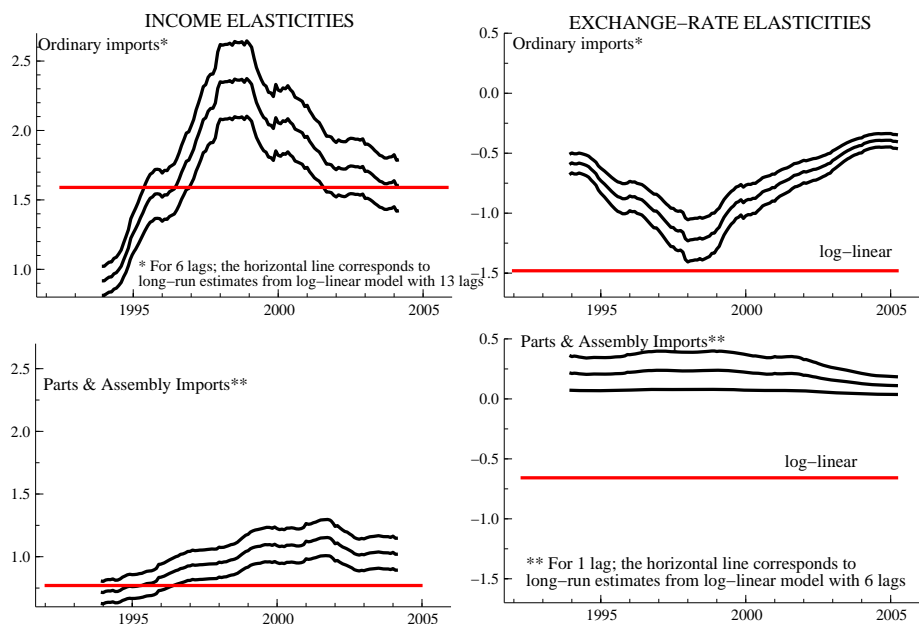 INCOME ELASTICITIES
Ordinary imports*
2.5
2.0
1.5
1.0
* For 6 lags; the horizontal line corresponds to
long−run estimates from log−linear model with 13 lags
1995 2000 2005
EXCHANGE−RATE ELASTICITIES
0.5
Ordinary imports*
0.0
−0.5
−1.0
log−linear
−1.5
1995 2000 2005
2.5
Parts & Assembly Imports**
2.0
1.5
1.0
1995 2000 2005
0.5
Parts & Assembly Imports**
0.0
−0.5
log−linear
−1.0
** For 1 lag; the horizontal line corresponds to
long−run estimates from log−linear model with 6 lags
−1.5
1995 2000 2005